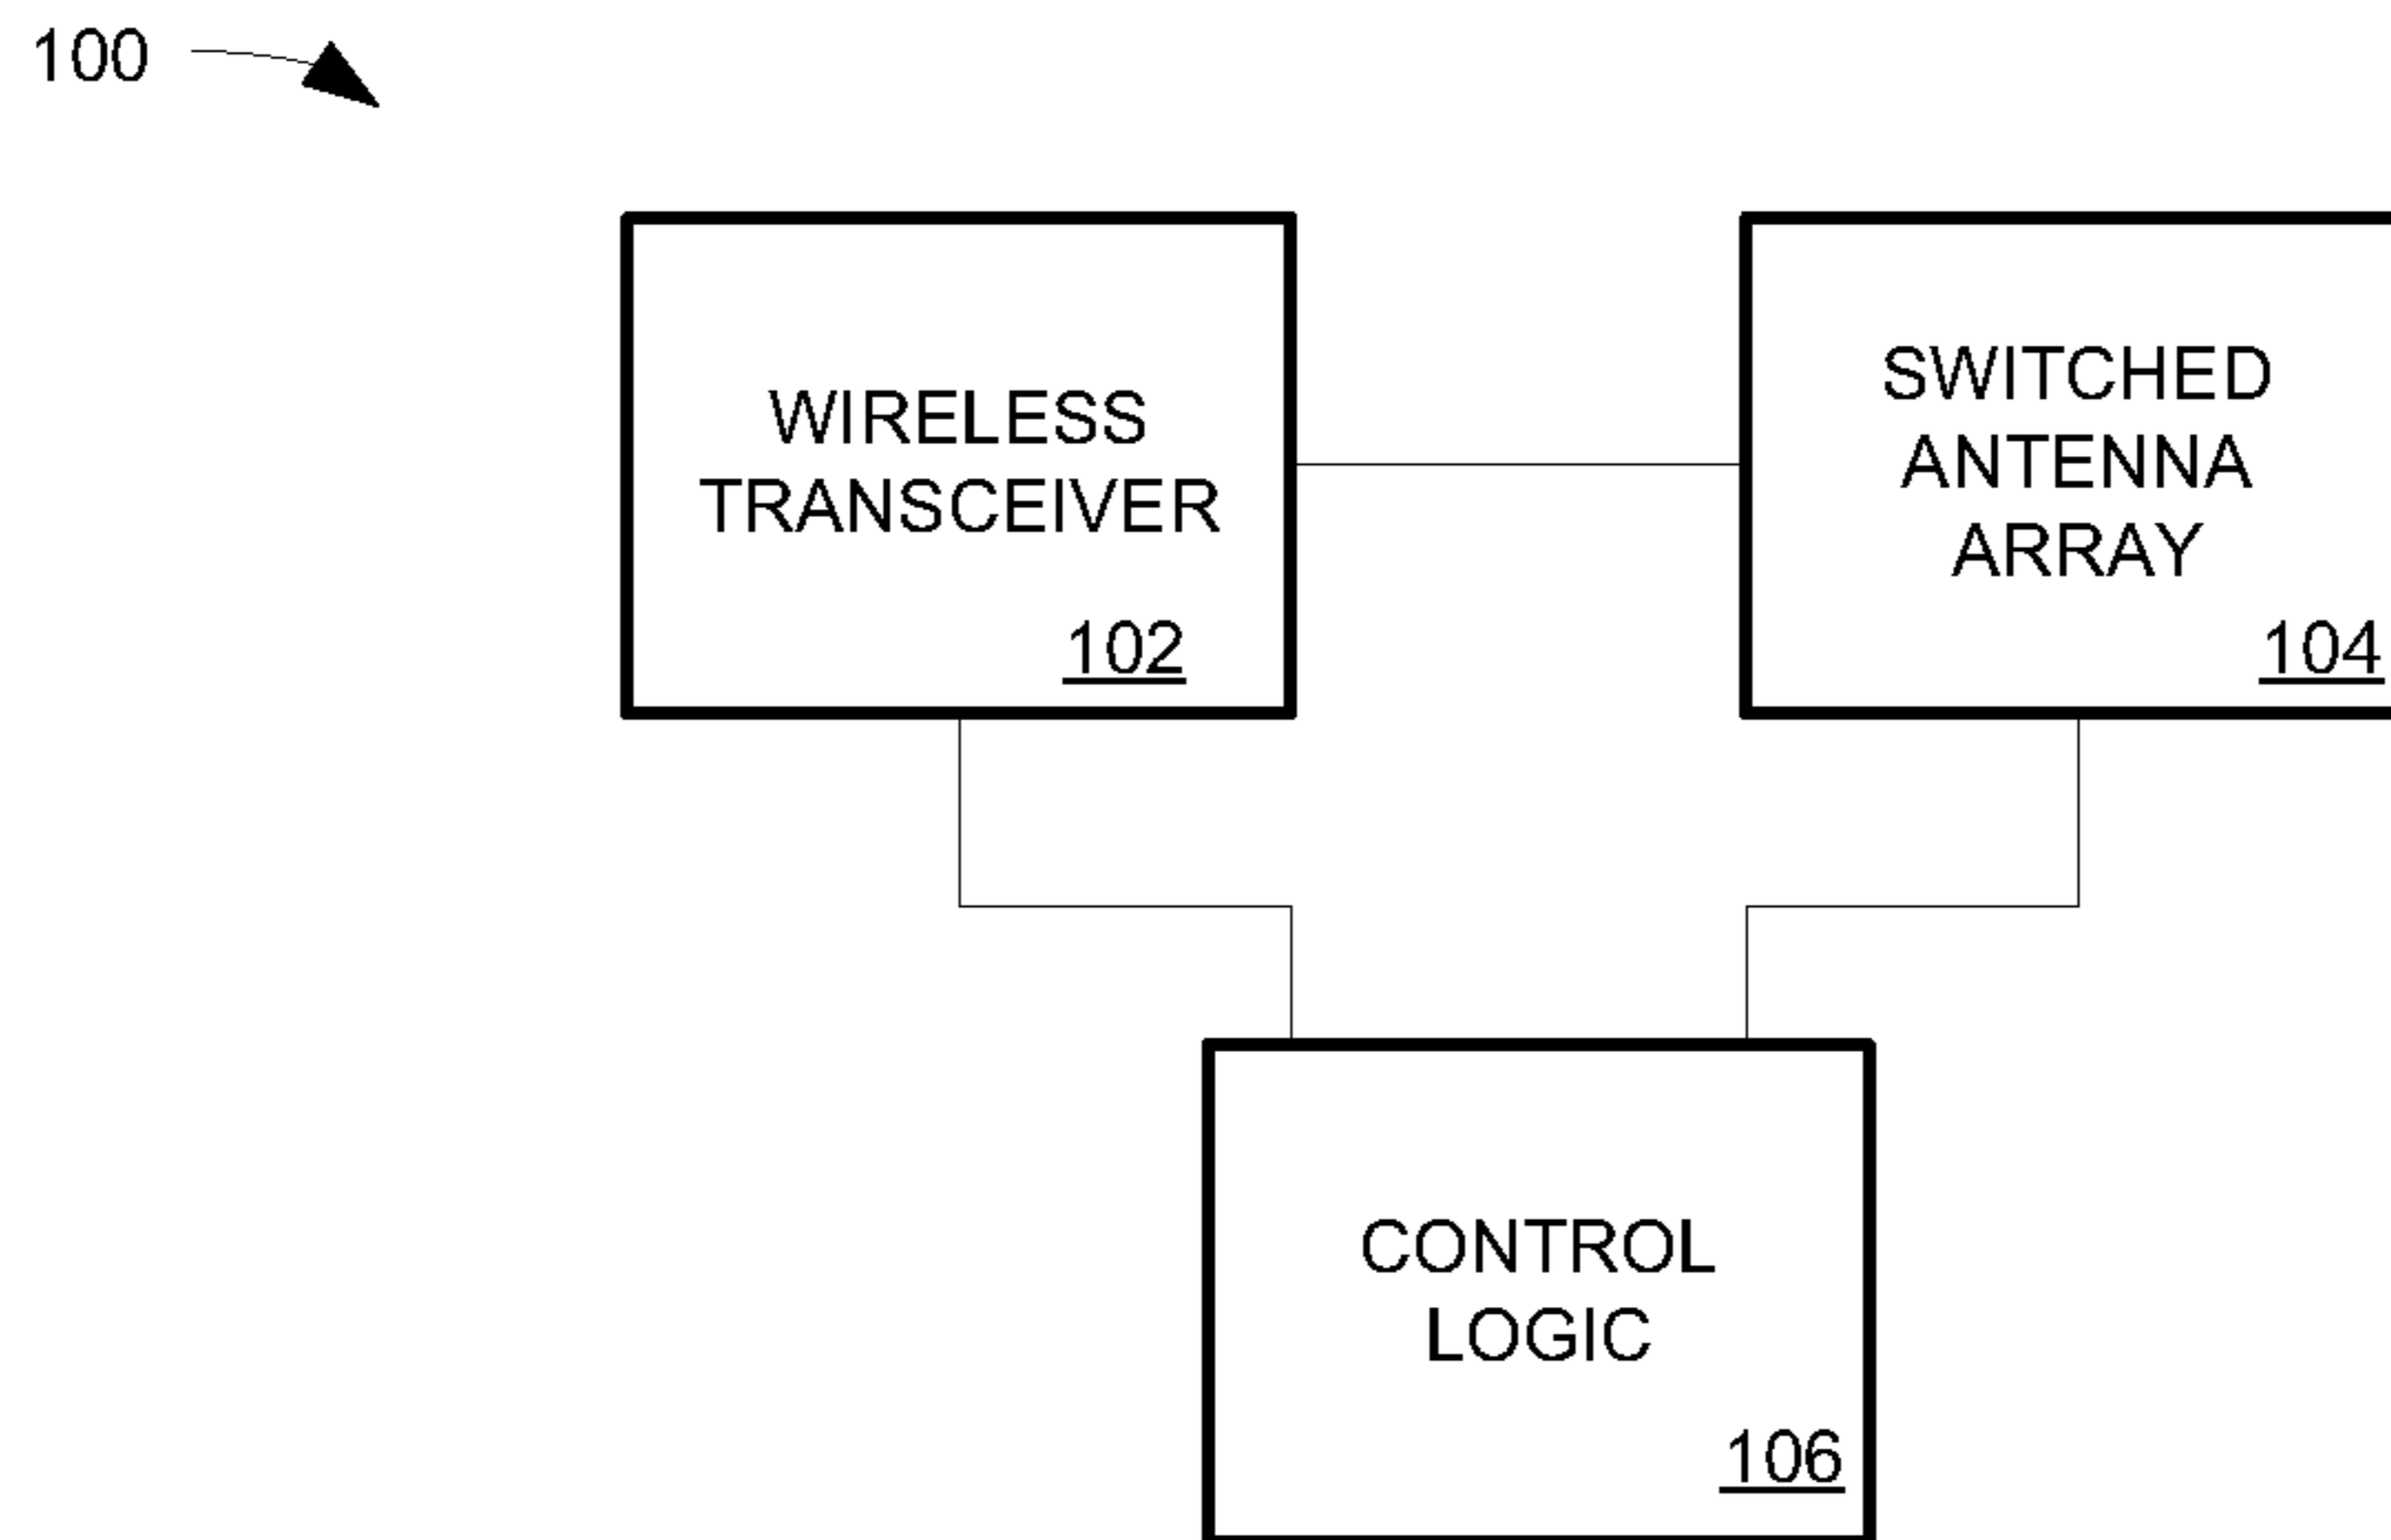 100
WIRELESS
TRANSCEIVER
102
SWITCHED
ANTENNA
ARRAY
104
CONTROL
LOGIC
106